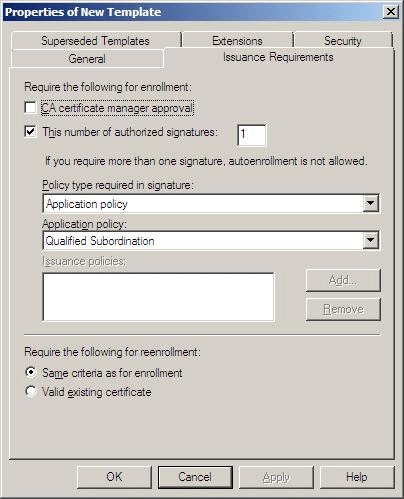 Properties of New Template
Superseded Templates Extensions Security
General Issuance Requirements
Require the following for enrollment:
CA certificate manager approval
This number of authorized signatures: 1
If you require more than one signature, autoenrollment is not allowed.
Policy type required in signature:
Application policy
Application policy:
Qualified Subordination
Issuance policies:
Add...
Remove
Require the following for reenrollment:
Same criteria as for enrollment
Valid existing certificate
OK Cancel Apply Help